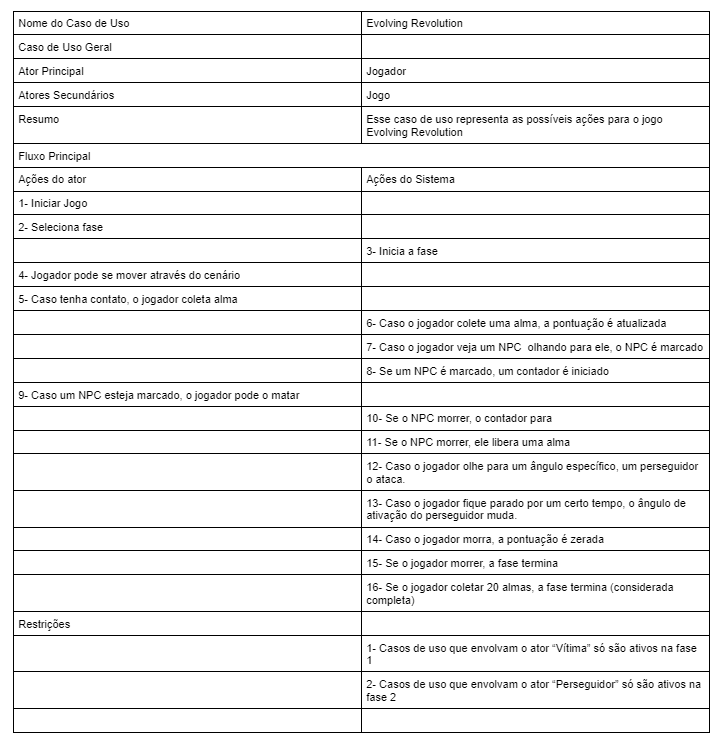 Nome do Caso de Uso
Evolving Revolution
Caso de Uso Geral
Ator Principal
Jogador
Atores Secundários
Jogo
Resumo
Esse caso de uso representa as possíveis ações para o jogo
Evolving Revolution
Fluxo Principal
Ações do ator
Ações do Sistema
1- Iniciar Jogo
2- Seleciona fase
3- Inicia a fase
4- Jogador pode se mover através do cenário
5- Caso tenha contato, o jogador coleta alma
6- Caso o jogador colete uma alma, a pontuação é atualizada
7- Caso o jogador veja um NPC olhando para ele, o NPC é marcado
8- Se um NPC é marcado, um contador é iniciado
9- Caso um NPC esteja marcado, o jogador pode o matar
10- Se o NPC morrer, o contador para
11- Se o NPC morrer, ele libera uma alma
12- Caso o jogador olhe para um ângulo específico, um perseguidor
o ataca.
13- Caso o jogador fique parado por um certo tempo, o ângulo de
ativação do perseguidor muda.
14- Caso o jogador morra, a pontuação é zerada
15- Se o jogador morrer, a fase termina
16- Se o jogador coletar 20 almas, a fase termina (considerada
completa)
Restrições
1- Casos de uso que envolvam o ator “Vítima” só são ativos na fase
1
2- Casos de uso que envolvam o ator “Perseguidor” só são ativos na
fase 2